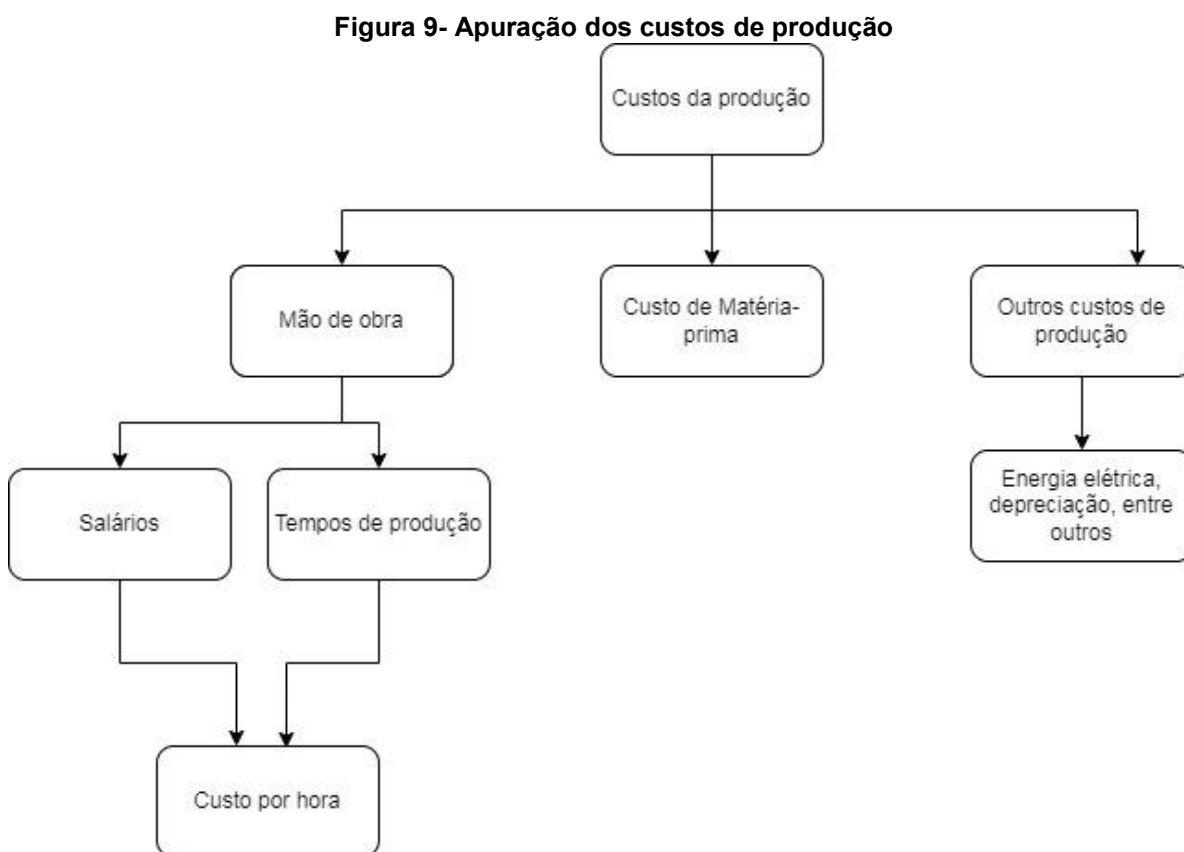 Figura 9- Apuração dos custos de produção
Custos da produção
Mão de obra
Custo de Matéria-
prima
Outros custos de
produção
Salários
Tempos de produção
Energia elétrica,
depreciação, entre
outros
Custo por hora